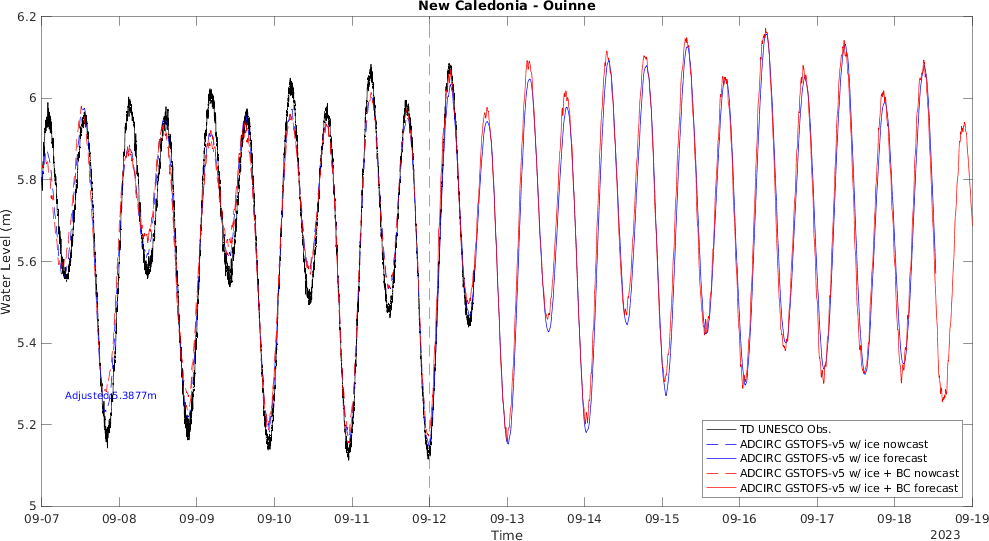 New Caledonia - Ouinne
6.2
6
5.8
5.6
5.4
5.2
5
Water Level (m)
Adjusted 5.3877m
TD UNESCO Obs.
ADCIRC GSTOFS-v5 w/ ice nowcast
ADCIRC GSTOFS-v5 w/ ice forecast
ADCIRC GSTOFS-v5 w/ ice + BC nowcast
ADCIRC GSTOFS-v5 w/ ice + BC forecast
09-07 09-08 09-09 09-10 09-11 09-12 09-13 09-14 09-15 09-16 09-17 09-18 09-19
Time
2023